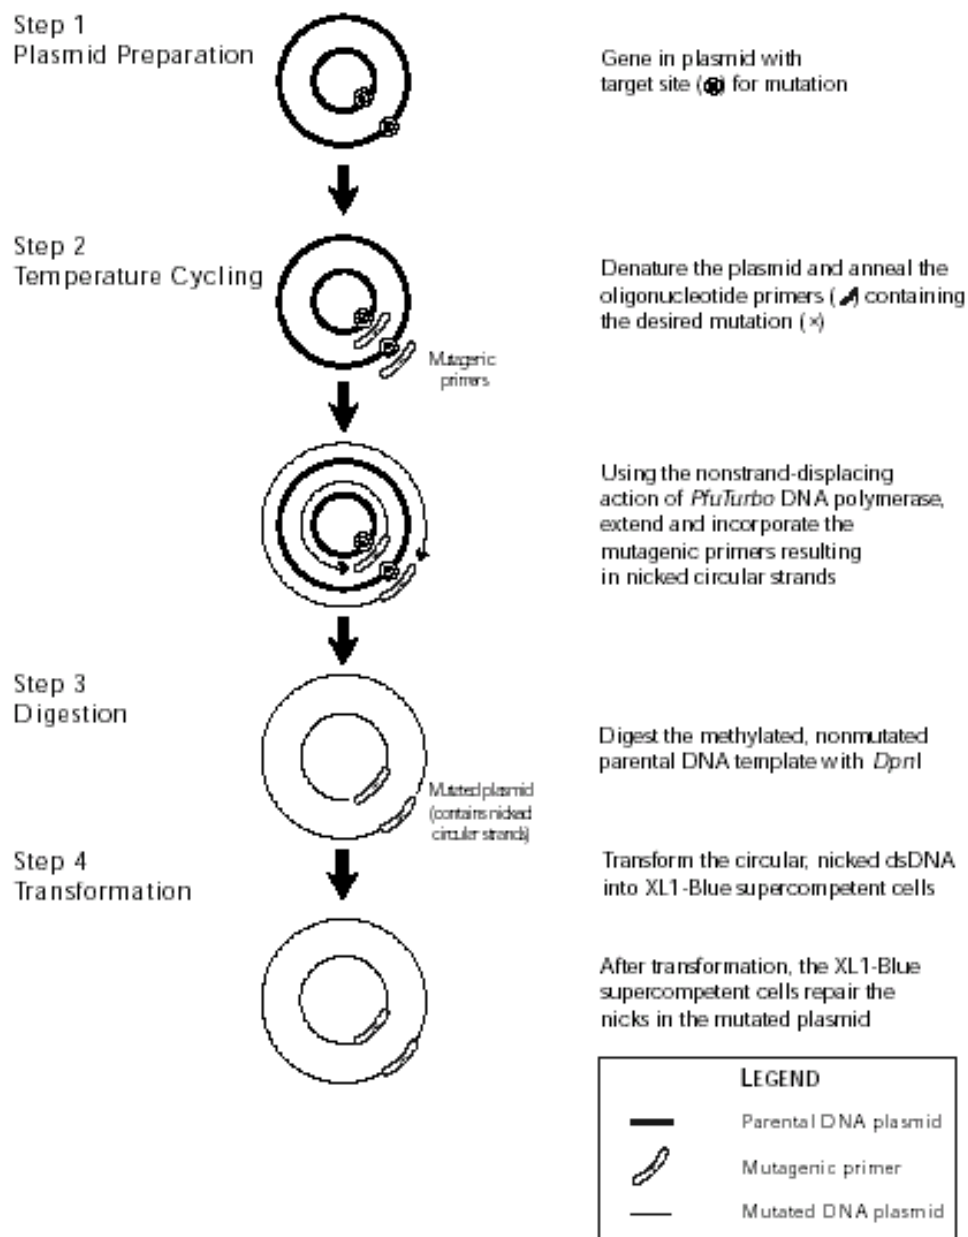 Step 1
Plasmid Preparation
Gene in plasmid with
target site ( ) for mutation
Step 2
Temperature Cycling
Denature the plasmid and anneal the
oligonucleotide primers ( ) containing
the desired mutation (×)
Mutagenic
primers
Using the nonstrand-displacing
action of PfuTurbo DNA polymerase,
extend and incorporate the
mutagenic primers resulting
in nicked circular strands
Step 3
Digestion
Digest the methylated, nonmutated
parental DNA template with DpnI
Mutated plasmid
(contains nicked
circular strands)
Step 4
Transformation
Transform the circular, nicked dsDNA
into XL1-Blue supercompetent cells
After transformation, the XL1-Blue
supercompetent cells repair the
nicks in the mutated plasmid
LEGEND
Parental DNA plasmid
Mutagenic primer
Mutated DNA plasmid